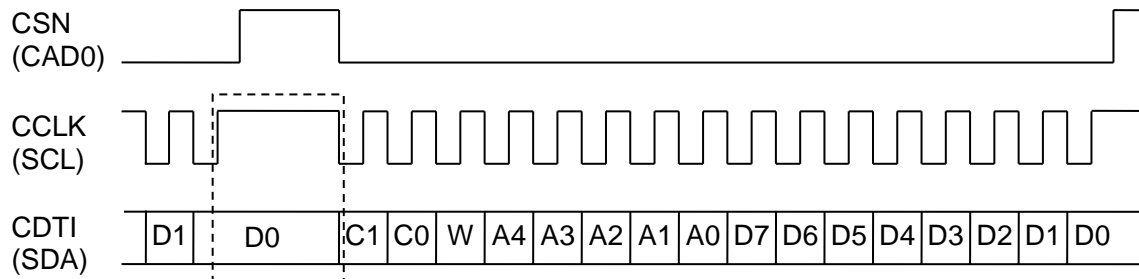 CSN
(CAD0)
CCLK
(SCL)
CDTI
(SDA)
D1 D0 C1 C0 W A4 A3 A2 A1 A0 D7 D6 D5 D4 D3 D2 D1 D0